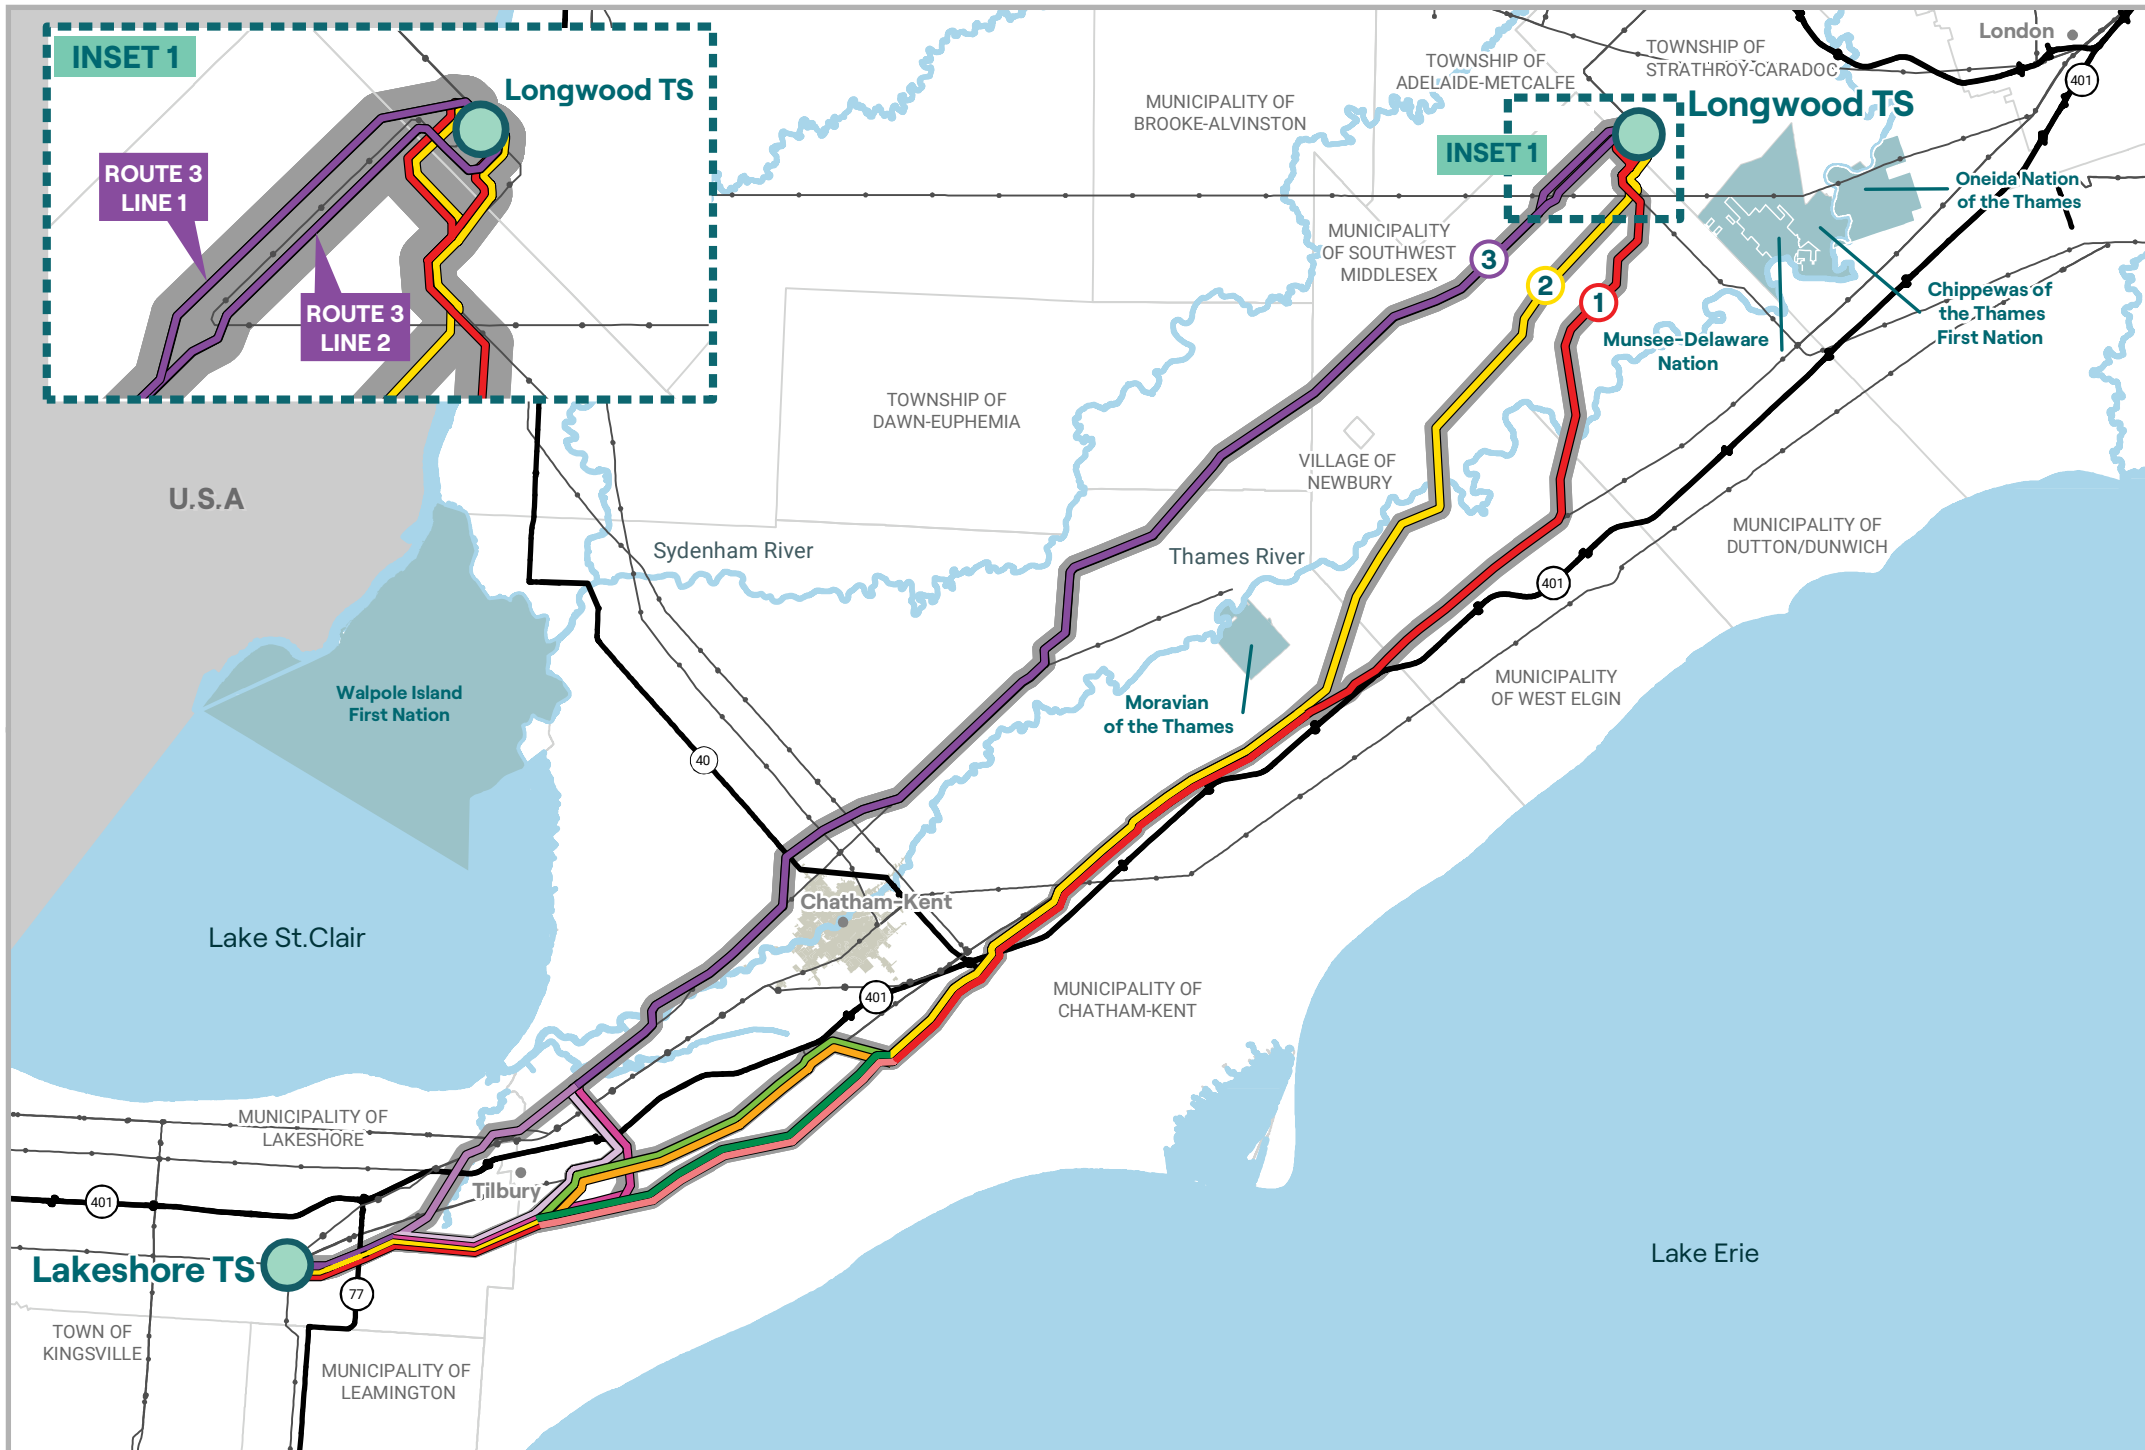 INSET 1
Longwood TS
ROUTE 3
LINE 1
ROUTE 3
LINE 2
London
TOWNSHIP OF
STRATHROY-CARADOC
TOWNSHIP OF
ADELAIDE-METCALFE
401
MUNICIPALITY OF
BROOKE-ALVINSTON
Longwood TS
INSET 1
Oneida Nation
of the Thames
MUNICIPALITY
OF SOUTHWEST
MIDDLESEX
3
2
1
Chippewas of
the Thames
First Nation
Munsee-Delaware
Nation
TOWNSHIP OF
DAWN-EUPHEMIA
VILLAGE OF
NEWBURY
U.S.A
MUNICIPALITY OF
DUTTON/DUNWICH
Sydenham River
Thames River
401
Walpole Island
First Nation
MUNICIPALITY
OF WEST ELGIN
Moravian
of the Thames
40
Chatham-Kent
Lake St.Clair
401
MUNICIPALITY OF
CHATHAM-KENT
MUNICIPALITY OF
LAKESHORE
Tilbury
401
Lakeshore TS
77
Lake Erie
TOWN OF
KINGSVILLE
MUNICIPALITY OF
LEAMINGTON